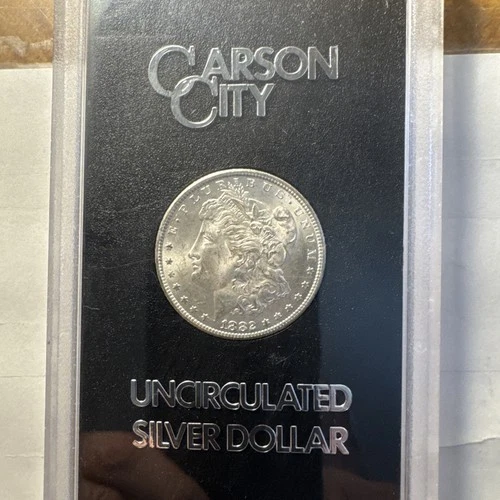 CARSON
CITY
E·PLURIBUS·UNUM
1882
UNCIRCULATED
SILVER DOLLAR